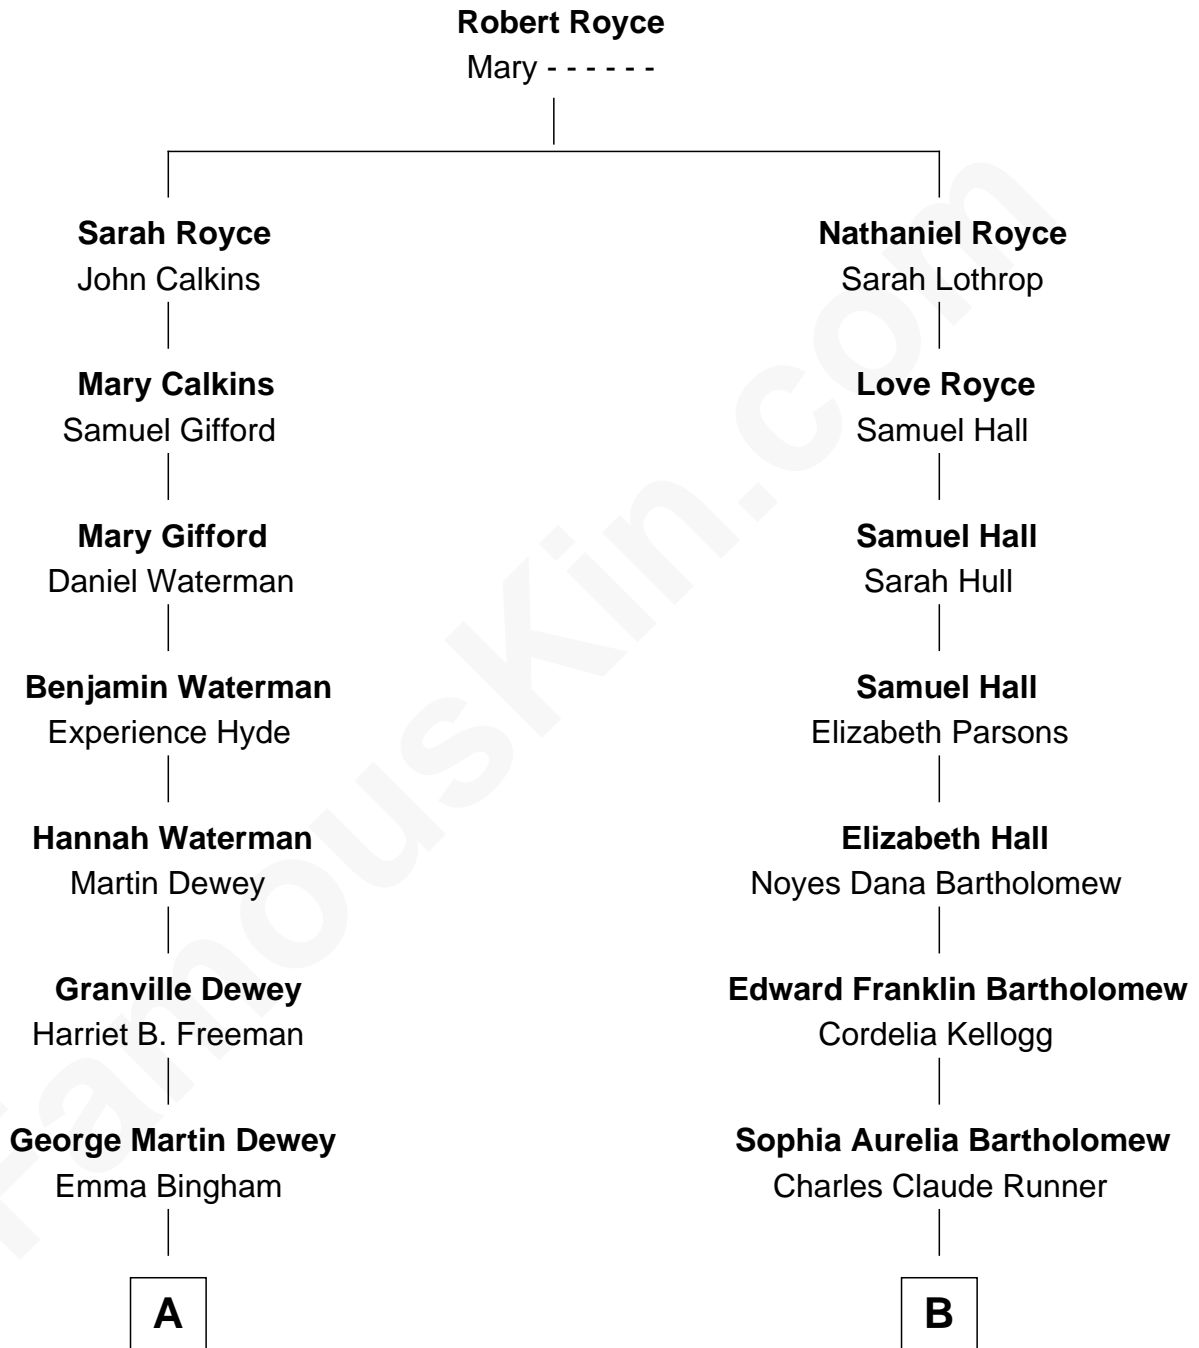 Robert Royce
Mary - - - - - -
Sarah Royce
John Calkins
Mary Calkins
Samuel Gifford
Mary Gifford
Daniel Waterman
Benjamin Waterman
Experience Hyde
Hannah Waterman
Martin Dewey
Granville Dewey
Harriet B. Freeman
George Martin Dewey
Emma Bingham
A
Nathaniel Royce
Sarah Lothrop
Love Royce
Samuel Hall
Samuel Hall
Sarah Hull
Samuel Hall
Elizabeth Parsons
Elizabeth Hall
Noyes Dana Bartholomew
Edward Franklin Bartholomew
Cordelia Kellogg
Sophia Aurelia Bartholomew
Charles Claude Runner
B
FamousKin.com